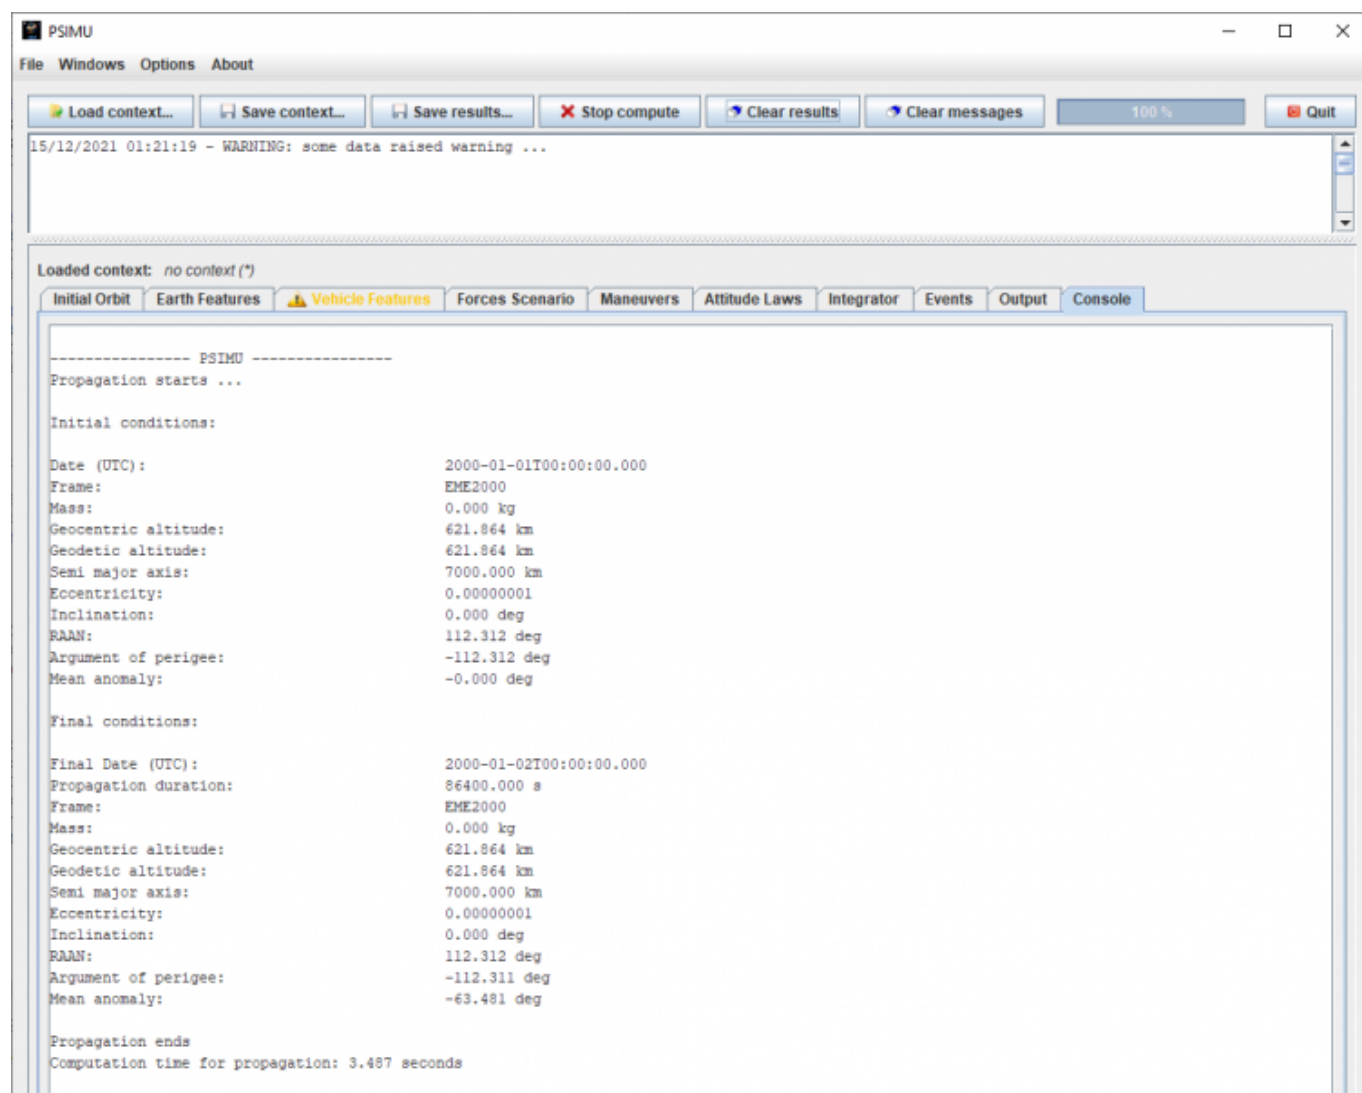 PSIMU
File Windows Options About
Load context... Save context... Save results... Stop compute Clear results Clear messages 100 % Quit
15/12/2021 01:21:19 - WARNING: some data raised warning ...
Loaded context: no context (*)
Initial Orbit Earth Features Vehicle Features Forces Scenario Maneuvers Attitude Laws Integrator Events Output Console
---------------- PSIMU ----------------
Propagation starts ...
Initial conditions:
Date (UTC): 2000-01-01T00:00:00.000
Frame: EME2000
Mass: 0.000 kg
Geocentric altitude: 621.864 km
Geodetic altitude: 621.864 km
Semi major axis: 7000.000 km
Eccentricity: 0.00000001
Inclination: 0.000 deg
RAAN: 112.312 deg
Argument of perigee: -112.312 deg
Mean anomaly: -0.000 deg
Final conditions:
Final Date (UTC): 2000-01-02T00:00:00.000
Propagation duration: 86400.000 s
Frame: EME2000
Mass: 0.000 kg
Geocentric altitude: 621.864 km
Geodetic altitude: 621.864 km
Semi major axis: 7000.000 km
Eccentricity: 0.00000001
Inclination: 0.000 deg
RAAN: 112.312 deg
Argument of perigee: -112.311 deg
Mean anomaly: -63.481 deg
Propagation ends
Computation time for propagation: 3.487 seconds